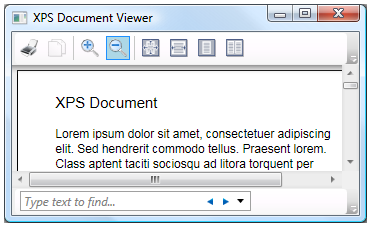 XPS Document Viewer
XPS Document
Lorem ipsum dolor sit amet, consectetuer adipiscing
elit. Sed hendrerit commodo tellus. Praesent lorem.
Class aptent taciti sociosqu ad litora torquent per
Type text to find...